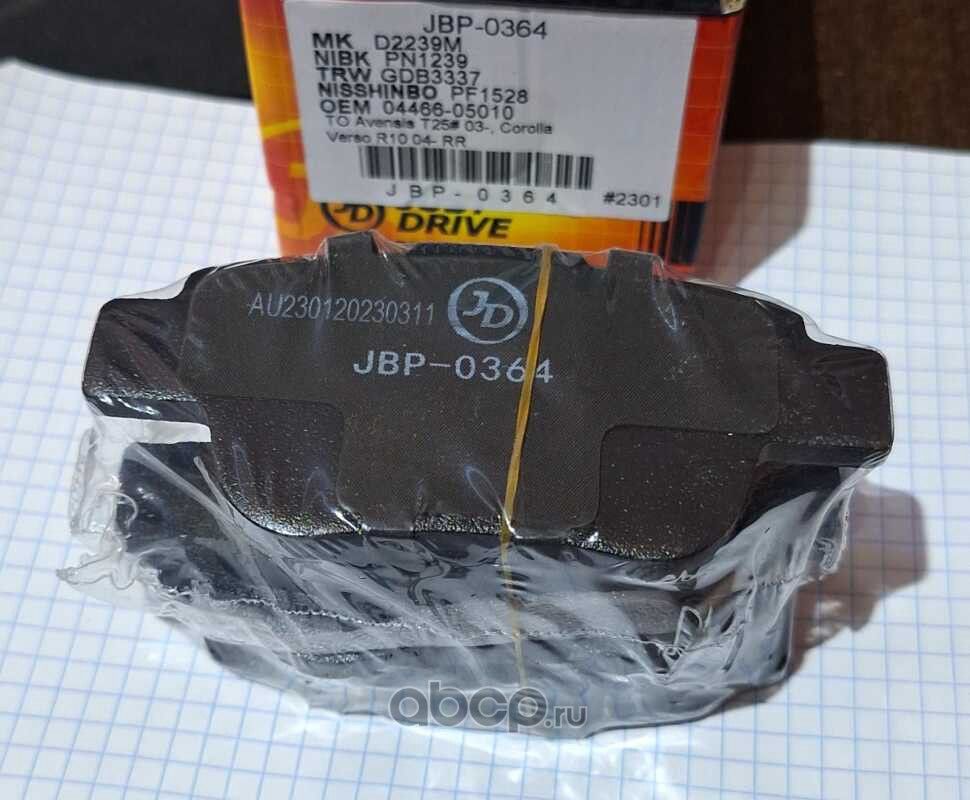 JBP-0364
MK D2239M
NIBK PN1239
TRW GDB3337
NISSHINBO PF1528
OEM 04466-05010
TO Avensis T25# 03-, Corolla
Verso R10 04- RR
JBP-0364
#2301
JD
DRIVE
AU230120230311 JD
JBP-0364
abcp.ru